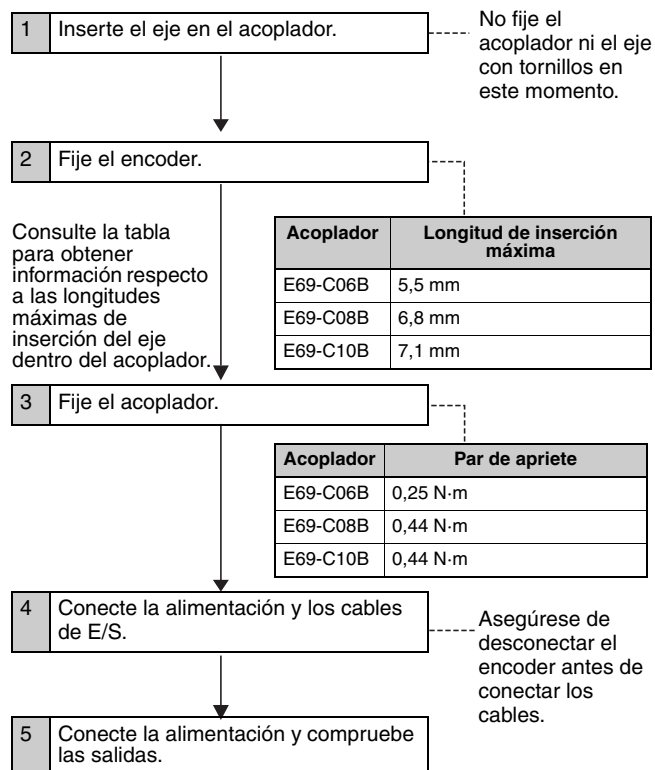 1 Inserte el eje en el acoplador.
No fije el
acoplador ni el eje
con tornillos en
este momento.
2 Fije el encoder.
Consulte la tabla
para obtener
información respecto
a las longitudes
máximas de
inserción del eje
dentro del acoplador.
Acoplador Longitud de inserción
máxima
E69-C06B 5,5 mm
E69-C08B 6,8 mm
E69-C10B 7,1 mm
3 Fije el acoplador.
Acoplador Par de apriete
E69-C06B 0,25 N·m
E69-C08B 0,44 N·m
E69-C10B 0,44 N·m
4 Conecte la alimentación y los cables
de E/S.
Asegúrese de
desconectar el
encoder antes de
conectar los
cables.
5 Conecte la alimentación y compruebe
las salidas.